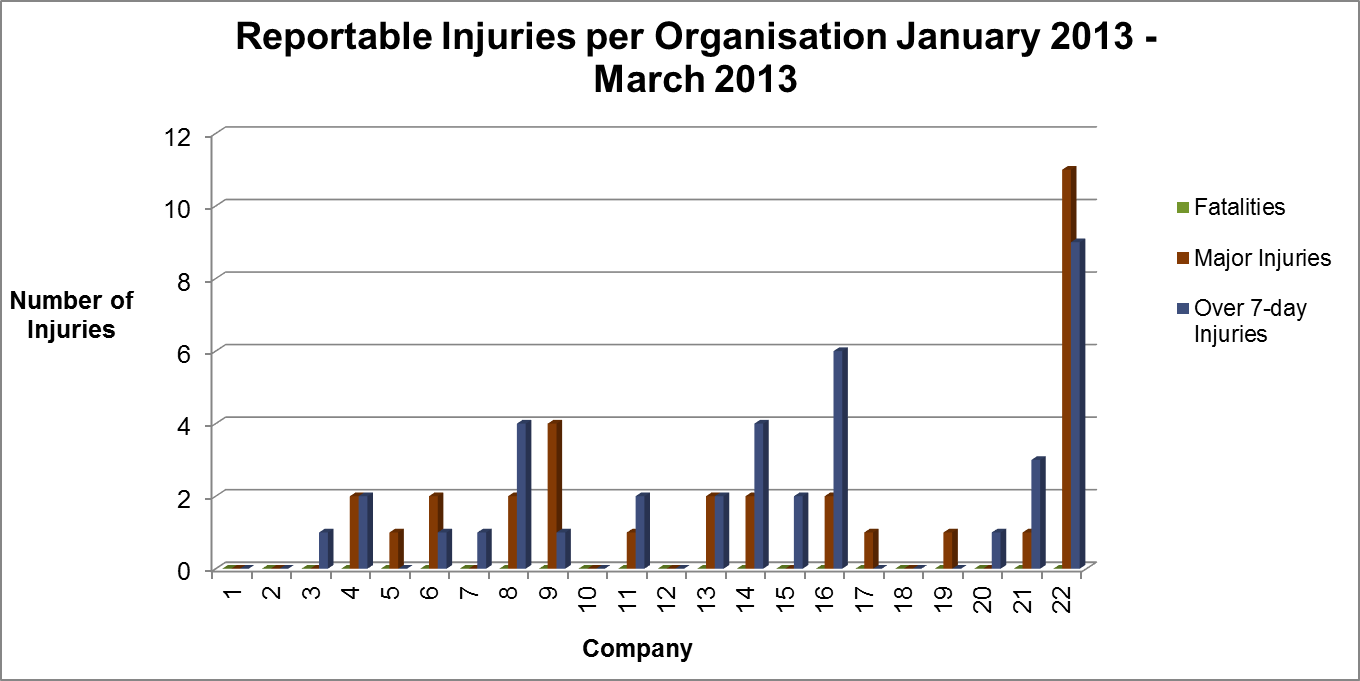 Reportable Injuries per Organisation January 2013 -
March 2013
12
10
8
6
4
2
0
Number of
Injuries
1 2 3 4 5 6 7 8 9 10 11 12 13 14 15 16 17 18 19 20 21 22
Company
Fatalities
Major Injuries
Over 7-day
Injuries